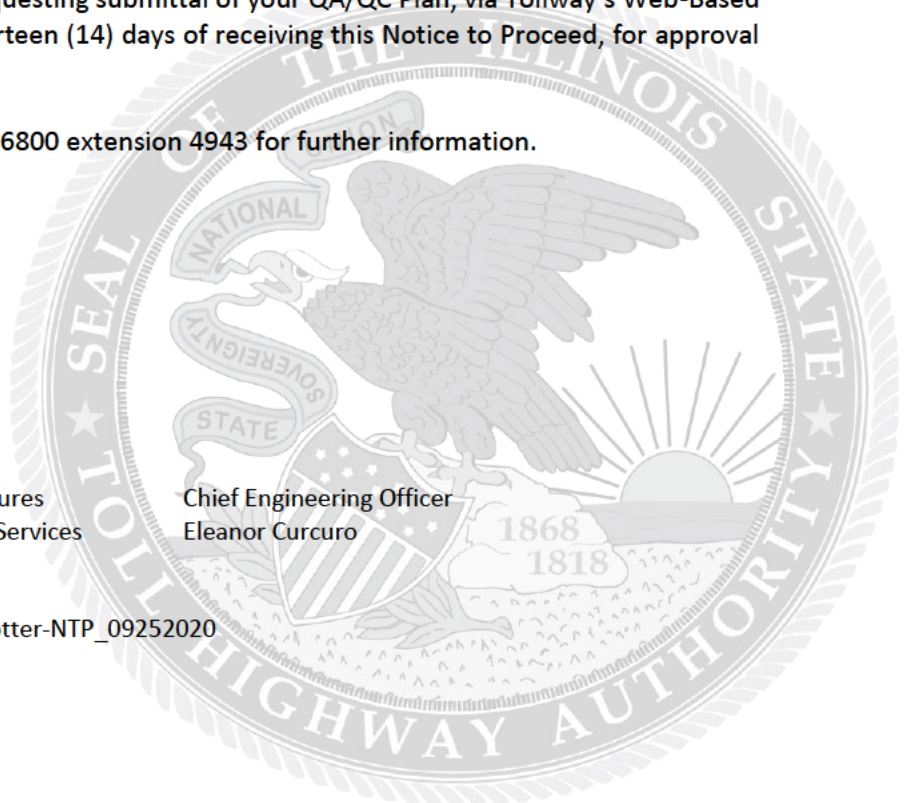 uesting submittal of your QA/QC Plan, via Tollway's Web-Based
rteen (14) days of receiving this Notice to Proceed, for approval
6800 extension 4943 for further information.
SEAL OF THE ILLINOIS STATE
TOLL HIGHWAY AUTHORITY
UNION
NATIONAL
SOVEREIGNTY
STATE
1868
1818
ures Chief Engineering Officer
Services Eleanor Curcuro
tter-NTP_09252020